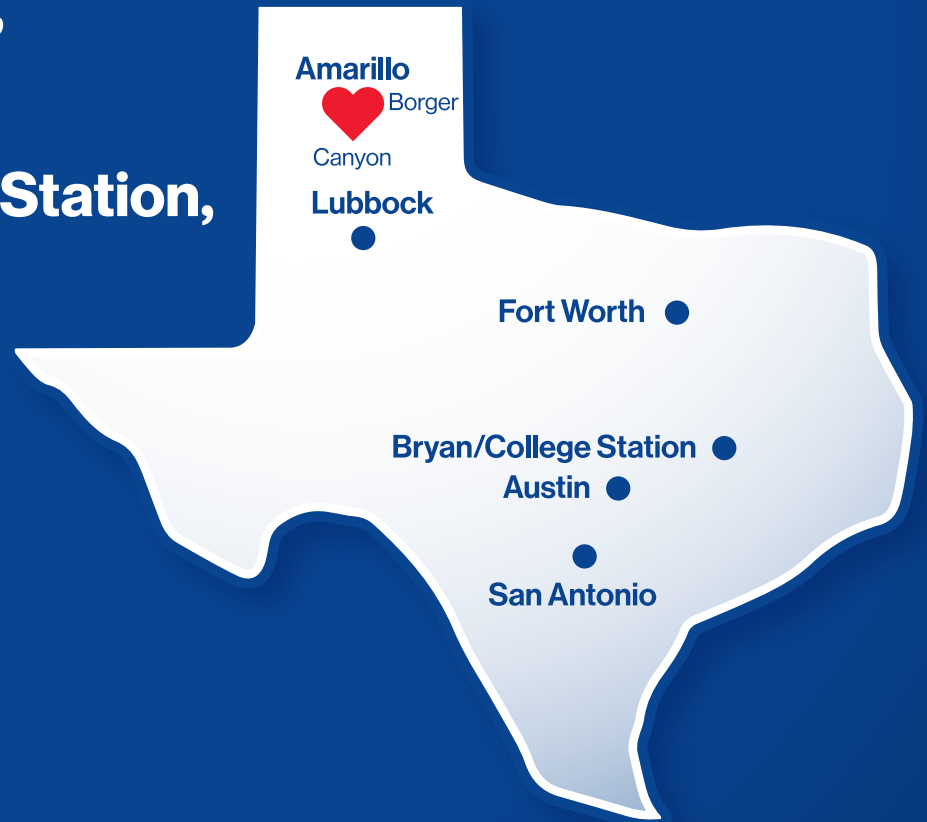 ,
Amarillo
Borger
Canyon
Station,
Lubbock
Fort Worth
Bryan/College Station
Austin
San Antonio